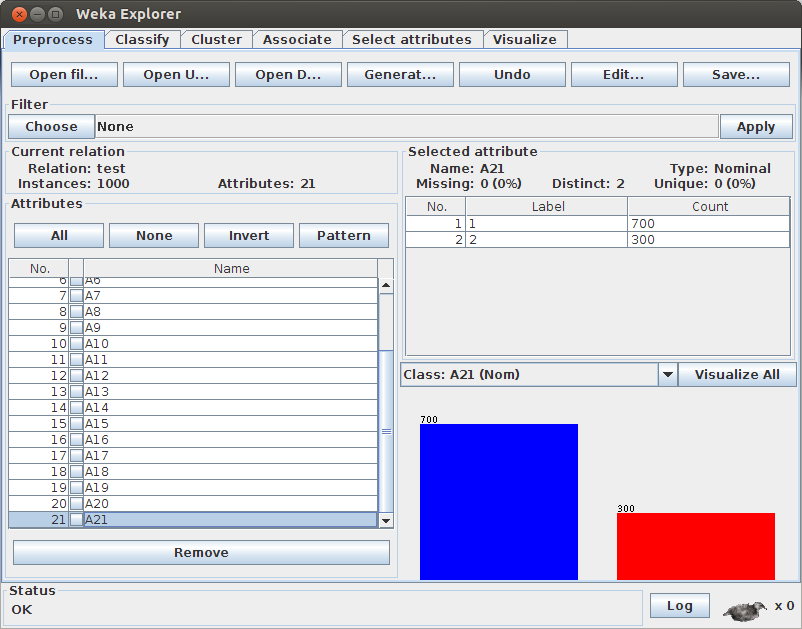 Weka Explorer
Preprocess Classify Cluster Associate Select attributes Visualize
Open fil... Open U... Open D... Generat... Undo Edit... Save...
Filter
Choose None Apply
Current relation
Relation: test
Instances: 1000 Attributes: 21
Attributes
All None Invert Pattern
No. Name
6 A6
7 A7
8 A8
9 A9
10 A10
11 A11
12 A12
13 A13
14 A14
15 A15
16 A16
17 A17
18 A18
19 A19
20 A20
21 A21
Remove
Selected attribute
Name: A21 Type: Nominal
Missing: 0 (0%) Distinct: 2 Unique: 0 (0%)
No. Label Count
1 1 700
2 2 300
Class: A21 (Nom) Visualize All
700
300
Status
OK
Log x 0